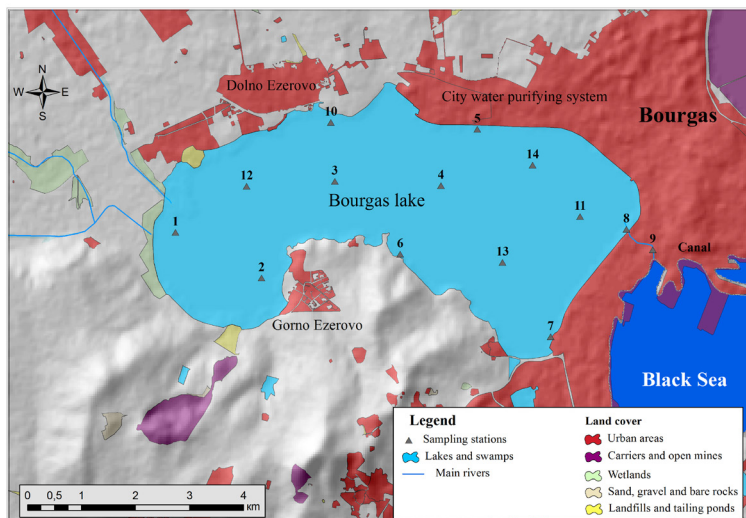 N
W E
S
Dolno Ezerovo
City water purifying system
Bourgas
10
5
14
12
3
4
Bourgas lake
11
1
8
6
9
Canal
13
2
Gorno Ezerovo
7
Black Sea
Legend
Sampling stations
Lakes and swamps
Main rivers
Land cover
Urban areas
Carriers and open mines
Wetlands
Sand, gravel and bare rocks
Landfills and tailing ponds
0 0,5 1 2 3 4
км